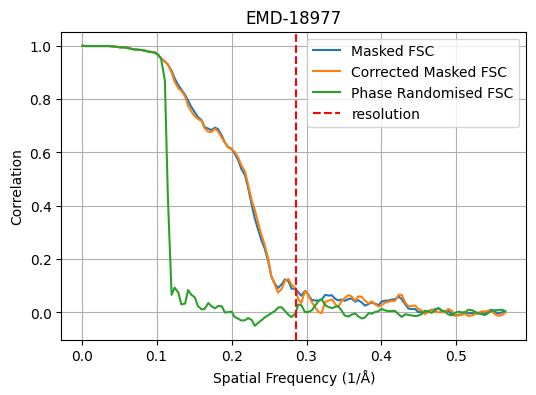 EMD-18977
Masked FSC
Corrected Masked FSC
Phase Randomised FSC
resolution
Correlation
1.0
0.8
0.6
0.4
0.2
0.0
0.0 0.1 0.2 0.3 0.4 0.5
Spatial Frequency (1/Å)